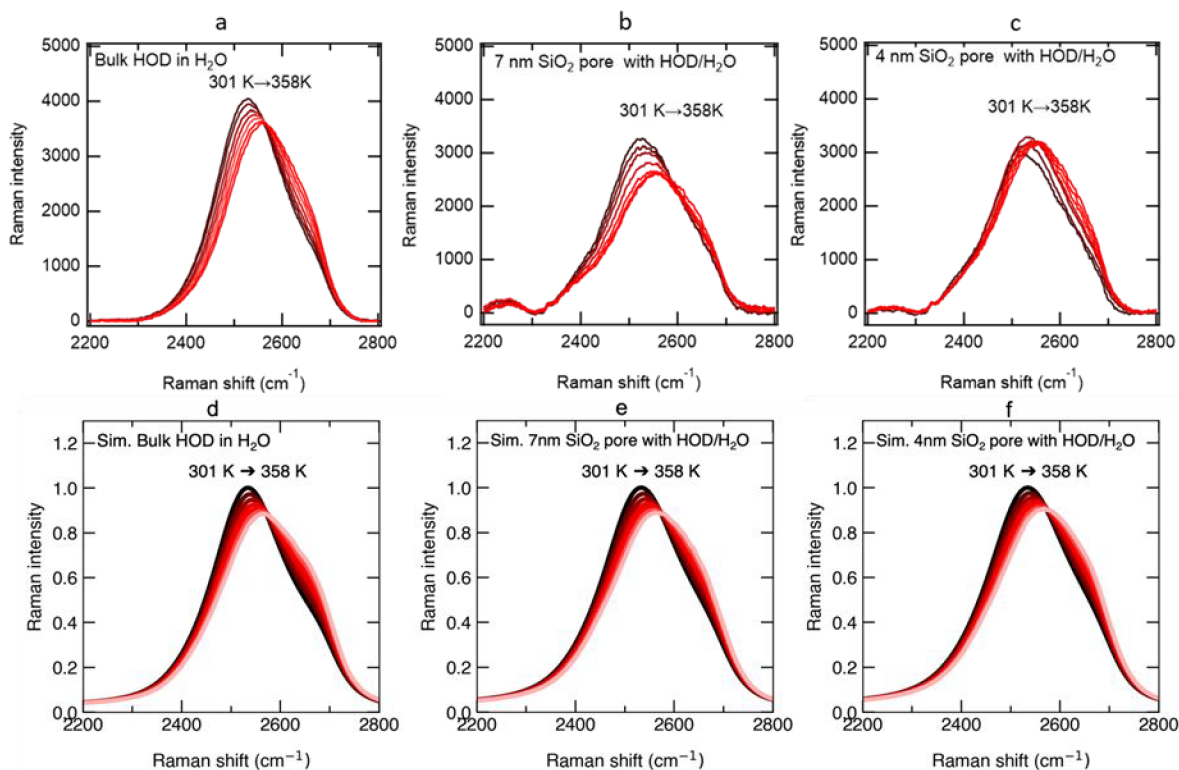 a
5000
4000
3000
2000
1000
0
Bulk HOD in H₂O
301 K→358K
Raman intensity
2200 2400 2600 2800
Raman shift (cm⁻¹)
b
5000
4000
3000
2000
1000
0
7 nm SiO₂ pore with HOD/H₂O
301 K→358K
Raman intensity
2200 2400 2600 2800
Raman shift (cm⁻¹)
c
5000
4000
3000
2000
1000
0
4 nm SiO₂ pore with HOD/H₂O
301 K→358K
Raman intensity
2200 2400 2600 2800
Raman shift (cm⁻¹)
d
1.2
1.0
0.8
0.6
0.4
0.2
0.0
Sim. Bulk HOD in H₂O
301 K → 358 K
Raman intensity
2200 2400 2600 2800
Raman shift (cm⁻¹)
e
1.2
1.0
0.8
0.6
0.4
0.2
0.0
Sim. 7nm SiO₂ pore with HOD/H₂O
301 K → 358 K
Raman intensity
2200 2400 2600 2800
Raman shift (cm⁻¹)
f
1.2
1.0
0.8
0.6
0.4
0.2
0.0
Sim. 4nm SiO₂ pore with HOD/H₂O
301 K → 358 K
Raman intensity
2200 2400 2600 2800
Raman shift (cm⁻¹)